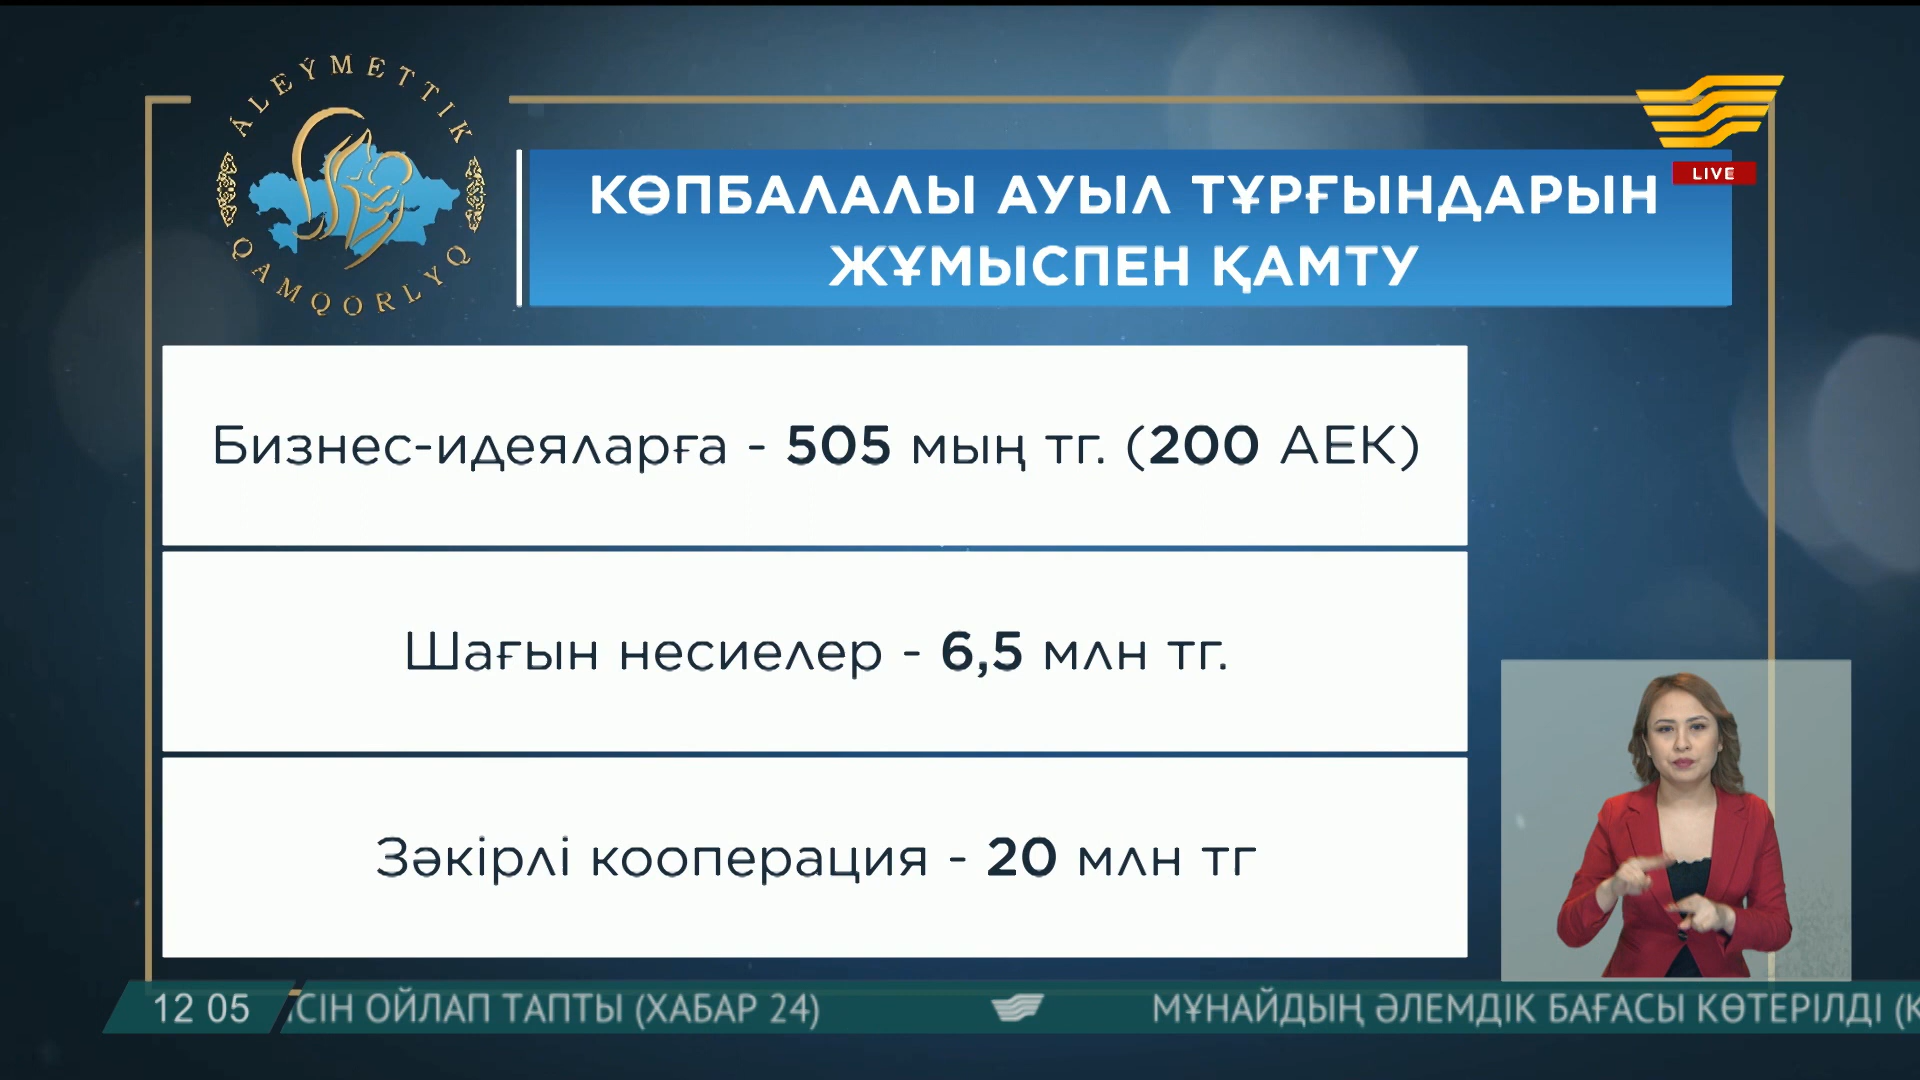 ÁLEÝMETTIK
QAMQORLYQ
LIVE
КӨПБАЛАЛЫ АУЫЛ ТҰРҒЫНДАРЫН
ЖҰМЫСПЕН ҚАМТУ
Бизнес-идеяларға - 505 мың тг. (200 АЕК)
Шағын несиелер - 6,5 млн тг.
Зәкірлі кооперация - 20 млн тг
12 05
СІН ОЙЛАП ТАПТЫ (ХАБАР 24)
МҰНАЙДЫҢ ӘЛЕМДІК БАҒАСЫ КӨТЕРІЛДІ (Қ